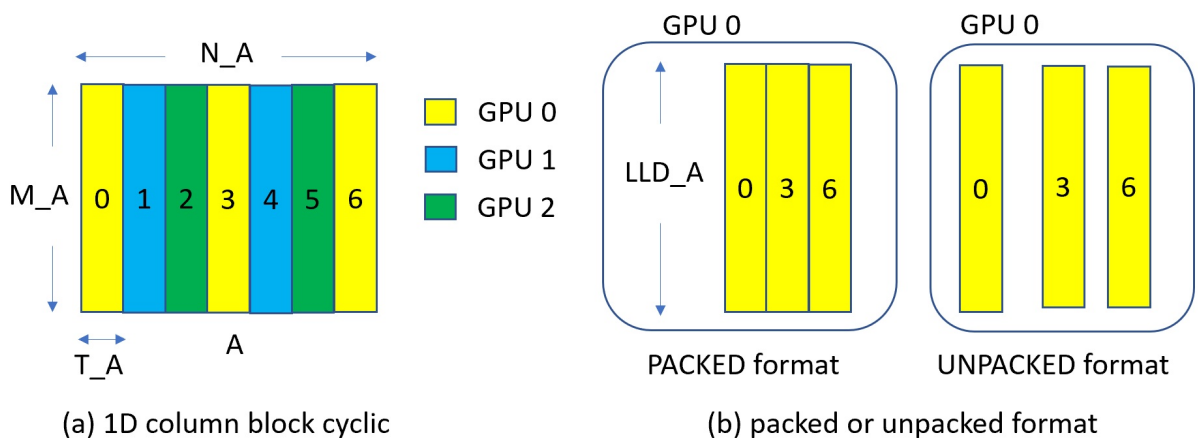 N_A
M_A
0 1 2 3 4 5 6
T_A
A
(a) 1D column block cyclic
GPU 0
GPU 1
GPU 2
GPU 0
LLD_A
0 3 6
PACKED format
GPU 0
0 3 6
UNPACKED format
(b) packed or unpacked format